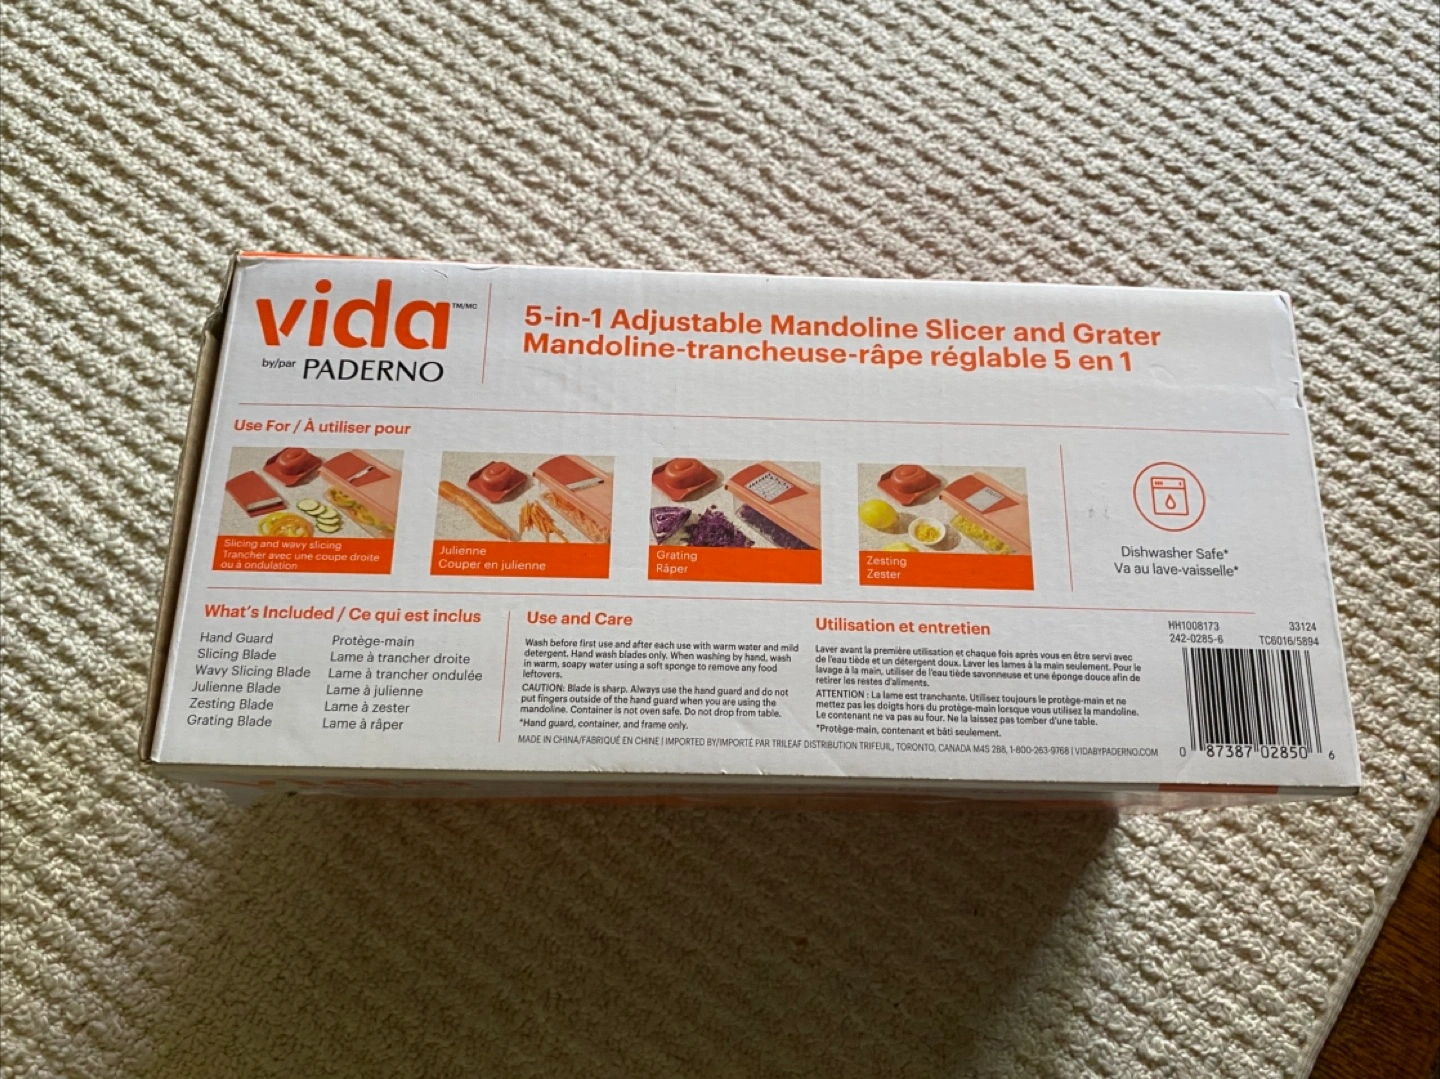 vida TM/MC
by/par PADERNO
5-in-1 Adjustable Mandoline Slicer and Grater
Mandoline-trancheuse-râpe réglable 5 en 1
Use For / À utiliser pour
Slicing and wavy slicing
Trancher avec une coupe droite
ou à ondulation
Julienne
Couper en julienne
Grating
Râper
Zesting
Zester
Dishwasher Safe*
Va au lave-vaisselle*
What's Included / Ce qui est inclus
Hand Guard
Slicing Blade
Wavy Slicing Blade
Julienne Blade
Zesting Blade
Grating Blade
Protège-main
Lame à trancher droite
Lame à trancher ondulée
Lame à julienne
Lame à zester
Lame à râper
Use and Care
Wash before first use and after each use with warm water and mild
detergent. Hand wash blades only. When washing by hand, wash
in warm, soapy water using a soft sponge to remove any food
leftovers.
CAUTION: Blade is sharp. Always use the hand guard and do not
put fingers outside of the hand guard when you are using the
mandoline. Container is not oven safe. Do not drop from table.
*Hand guard, container, and frame only.
Utilisation et entretien
Laver avant la première utilisation et chaque fois après vous en être servi avec
de l'eau tiède et un détergent doux. Laver les lames à la main seulement. Pour le
lavage à la main, utiliser de l'eau tiède savonneuse et une éponge douce afin de
retirer les restes d'aliments.
ATTENTION : La lame est tranchante. Utilisez toujours le protège-main et ne
mettez pas les doigts hors du protège-main lorsque vous utilisez la mandoline.
Le contenant ne va pas au four. Ne la laissez pas tomber d'une table.
*Protège-main, contenant et bâti seulement.
MADE IN CHINA/FABRIQUÉ EN CHINE | IMPORTED BY/IMPORTÉ PAR TRILEAF DISTRIBUTION TRIFEUIL, TORONTO, CANADA M4S 2B8, 1-800-263-9768 | VIDABYPADERNO.COM
HH1008173 33124
242-0285-6 TC6016/5894
0 87387 02850 6